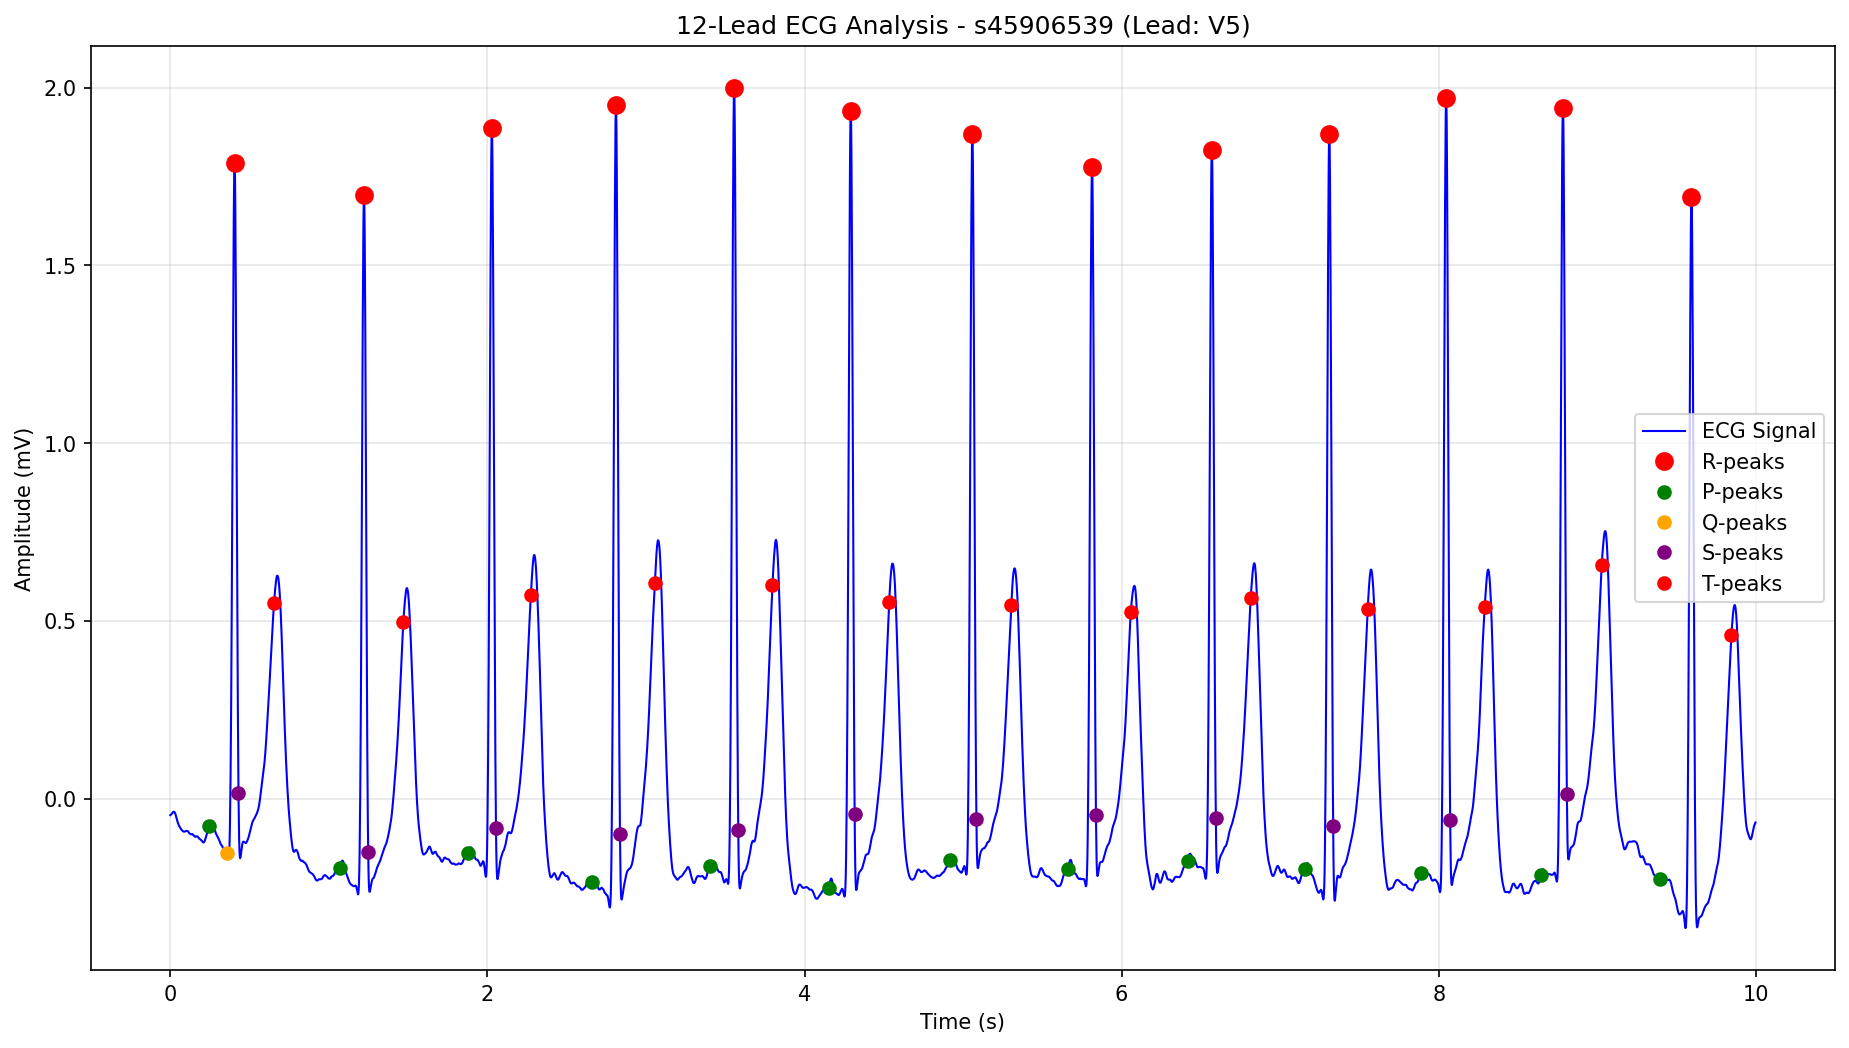 12-Lead ECG Analysis - s45906539 (Lead: V5)
Amplitude (mV)
2.0
1.5
1.0
0.5
0.0
ECG Signal
R-peaks
P-peaks
Q-peaks
S-peaks
T-peaks
0 2 4 6 8 10
Time (s)